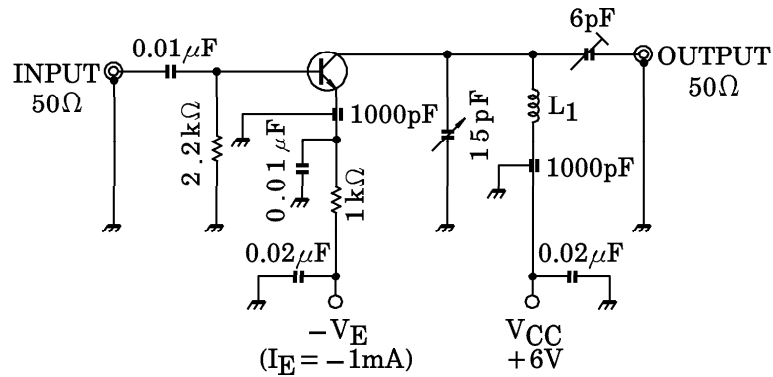 6pF
0.01μF
INPUT
50Ω
OUTPUT
50Ω
1000pF
15pF
L1
2.2kΩ
0.01μF
1kΩ
1000pF
0.02μF
0.02μF
−VE
(IE = −1mA)
VCC
+6V